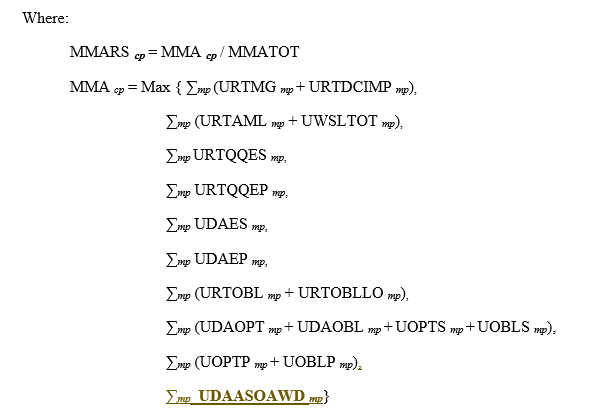 Where:
MMARS cp = MMA cp / MMATOT
MMA cp = Max { ∑mp (URTMG mp + URTDCIMP mp),
∑mp (URTAML mp + UWSLTOT mp),
∑mp URTQQES mp,
∑mp URTQQEP mp,
∑mp UDAES mp,
∑mp UDAEP mp,
∑mp (URTOBL mp + URTOBLLO mp),
∑mp (UDAOPT mp + UDAOBL mp + UOPTS mp + UOBLS mp),
∑mp (UOPTP mp + UOBLP mp),
∑mp UDAASOAWD mp}